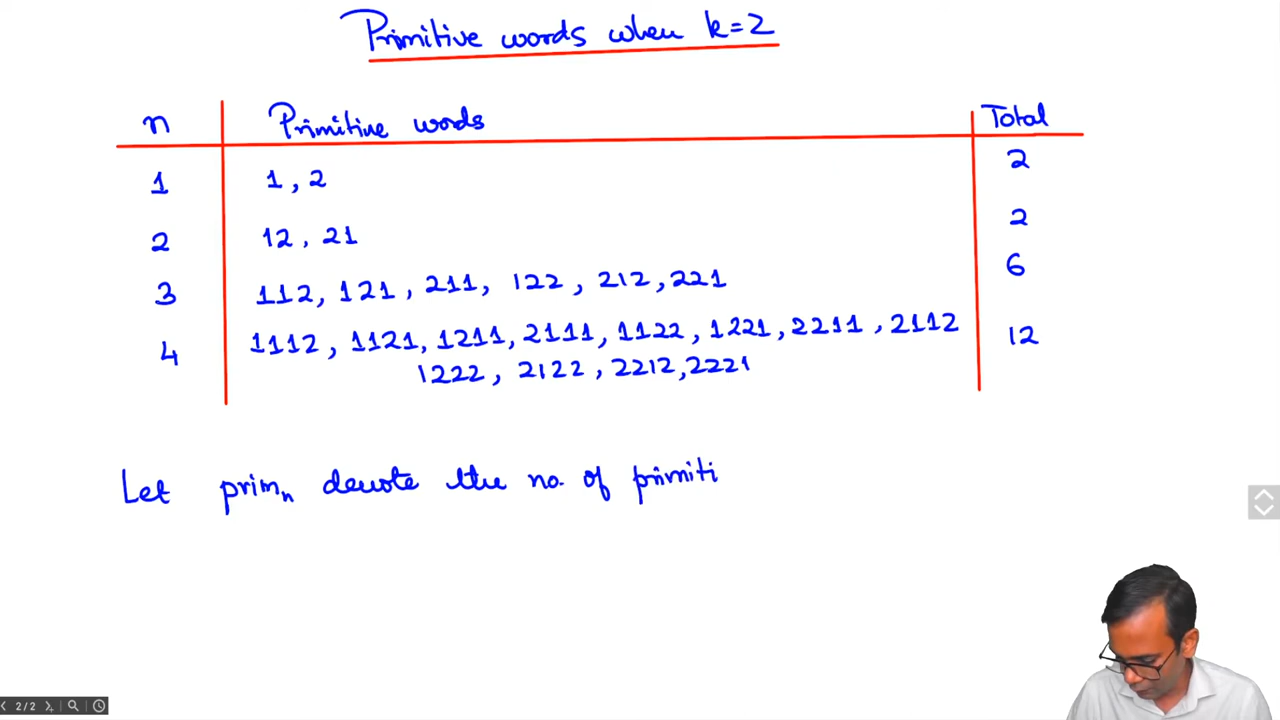 Primitive words when k=2
n Primitive words Total
1 1, 2 2
2 12, 21 2
3 112, 121, 211, 122, 212, 221 6
4 1112, 1121, 1211, 2111, 1122, 1221, 2211, 2112 12
1222, 2122, 2212, 2221
Let prim_n denote the no. of primiti
2/2